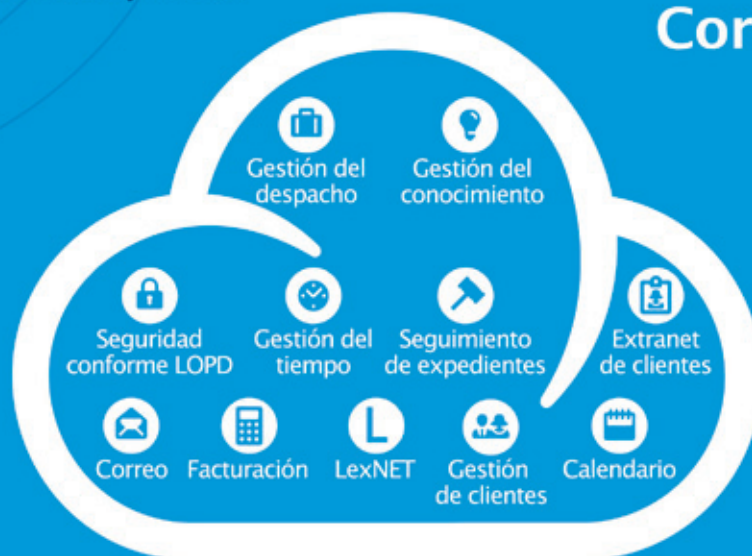 Cor
Gestión del
despacho
Gestión del
conocimiento
Seguridad
conforme LOPD
Gestión del
tiempo
Seguimiento
de expedientes
Extranet
de clientes
Correo
Facturación
L
LexNET
Gestión
de clientes
Calendario